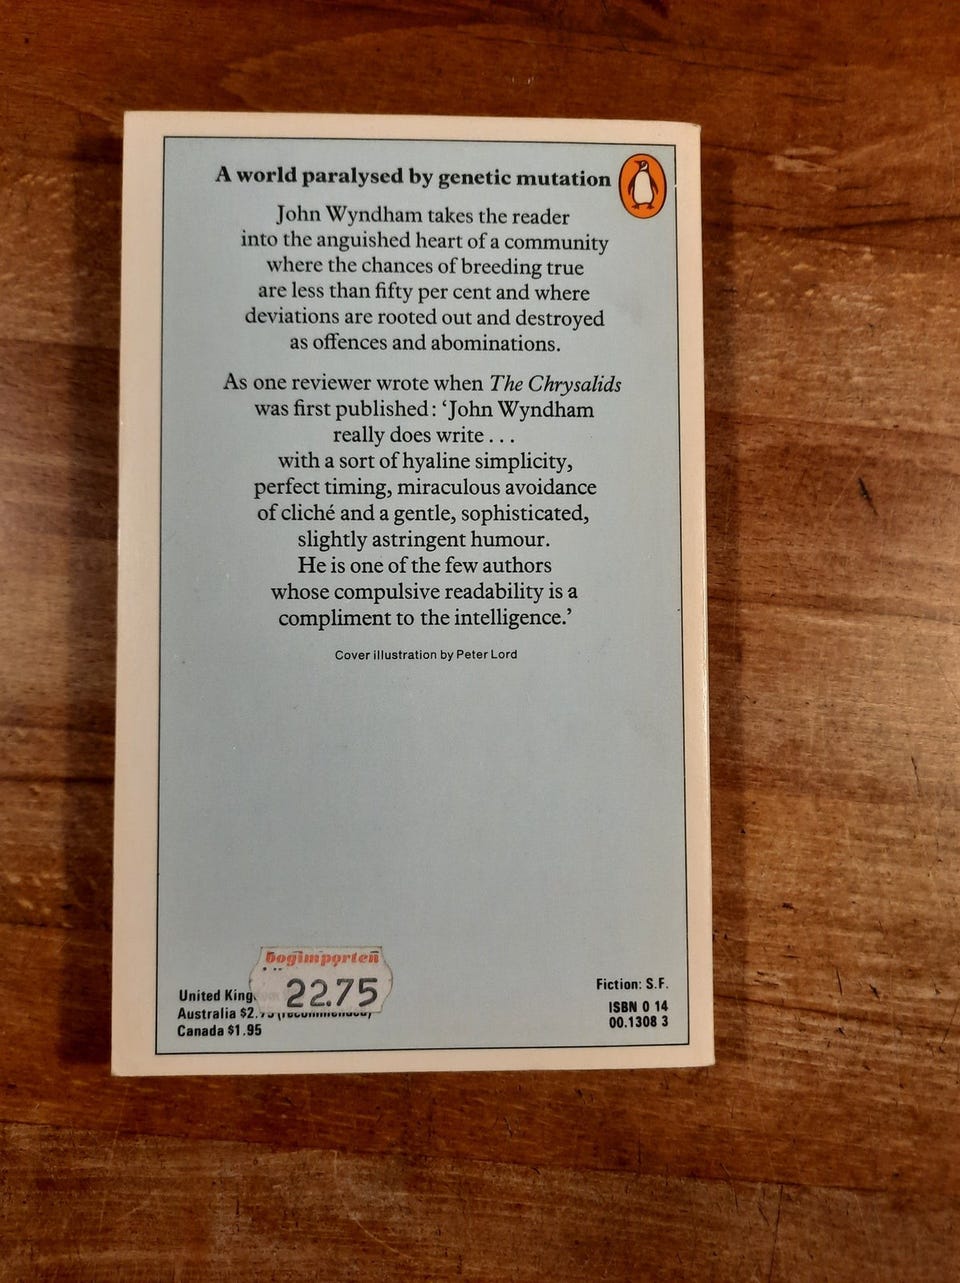 A world paralysed by genetic mutation
John Wyndham takes the reader
into the anguished heart of a community
where the chances of breeding true
are less than fifty per cent and where
deviations are rooted out and destroyed
as offences and abominations.
As one reviewer wrote when The Chrysalids
was first published: ‘John Wyndham
really does write . . .
with a sort of hyaline simplicity,
perfect timing, miraculous avoidance
of cliché and a gentle, sophisticated,
slightly astringent humour.
He is one of the few authors
whose compulsive readability is a
compliment to the intelligence.’
Cover illustration by Peter Lord
bogimporten
22.75
United
Australia
Canada $1.95
Fiction: S.F.
ISBN 0 14
00.1308 3